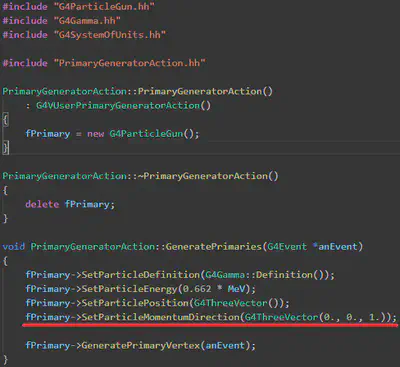 #include "G4ParticleGun.hh"
#include "G4Gamma.hh"
#include "G4SystemOfUnits.hh"
#include "PrimaryGeneratorAction.hh"
PrimaryGeneratorAction::PrimaryGeneratorAction()
: G4VUserPrimaryGeneratorAction()
{
fPrimary = new G4ParticleGun();
}
PrimaryGeneratorAction::~PrimaryGeneratorAction()
{
delete fPrimary;
}
void PrimaryGeneratorAction::GeneratePrimaries(G4Event *anEvent)
{
fPrimary->SetParticleDefinition(G4Gamma::Definition());
fPrimary->SetParticleEnergy(0.662 * MeV);
fPrimary->SetParticlePosition(G4ThreeVector());
fPrimary->SetParticleMomentumDirection(G4ThreeVector(0., 0., 1.));
fPrimary->GeneratePrimaryVertex(anEvent);
}